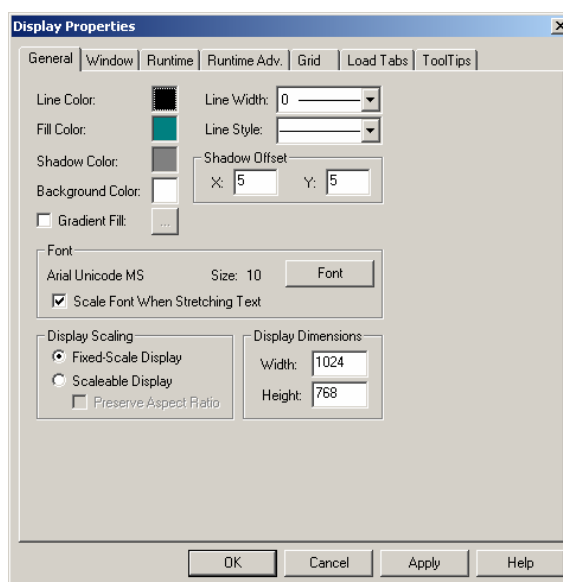 Display Properties
General Window Runtime Runtime Adv. Grid Load Tabs ToolTips
Line Color: Line Width: 0
Fill Color: Line Style:
Shadow Color: Shadow Offset
X: 5 Y: 5
Background Color:
Gradient Fill: ...
Font
Arial Unicode MS Size: 10 Font
Scale Font When Stretching Text
Display Scaling Display Dimensions
Fixed-Scale Display Width: 1024
Scaleable Display Height: 768
Preserve Aspect Ratio
OK Cancel Apply Help